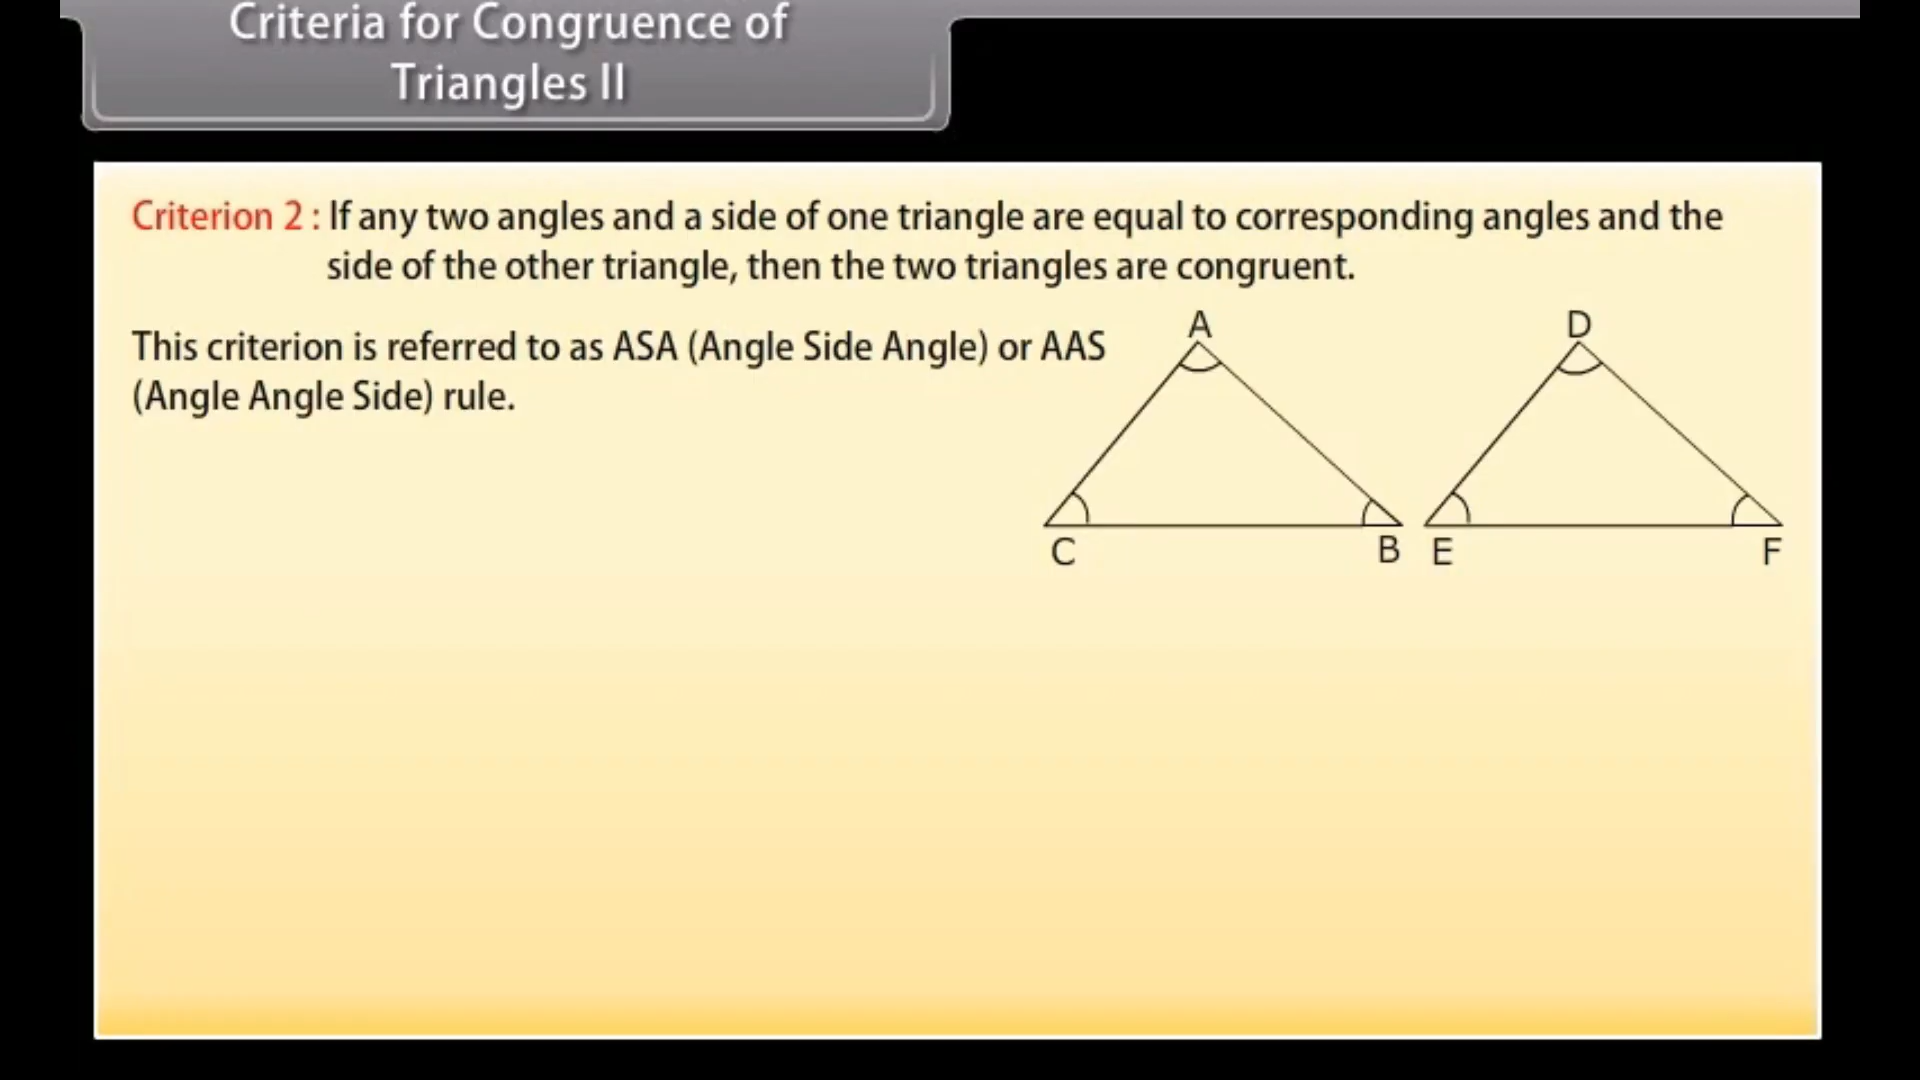 Criteria for Congruence of
Triangles II
Criterion 2 : If any two angles and a side of one triangle are equal to corresponding angles and the
side of the other triangle, then the two triangles are congruent.
This criterion is referred to as ASA (Angle Side Angle) or AAS
(Angle Angle Side) rule.
A D
C B E F